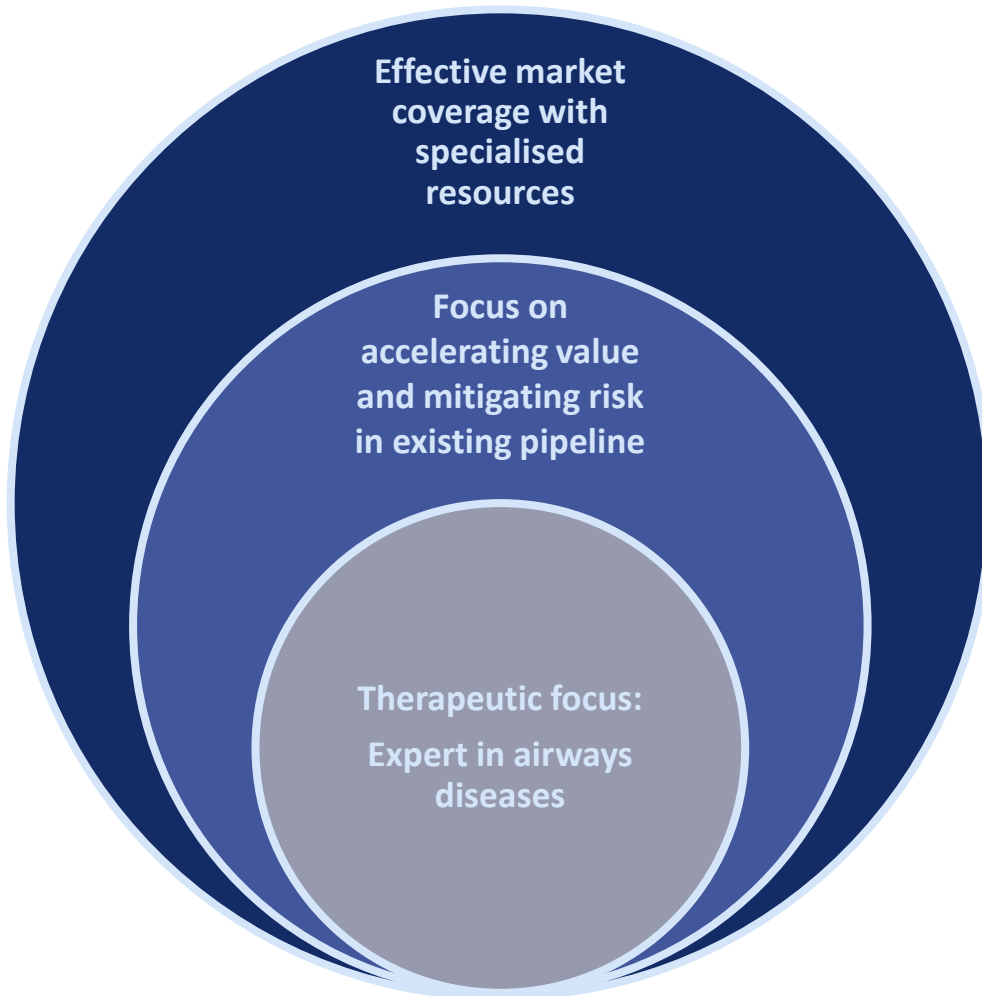 Effective market
coverage with
specialised
resources
Focus on
accelerating value
and mitigating risk
in existing pipeline
Therapeutic focus:
Expert in airways
diseases